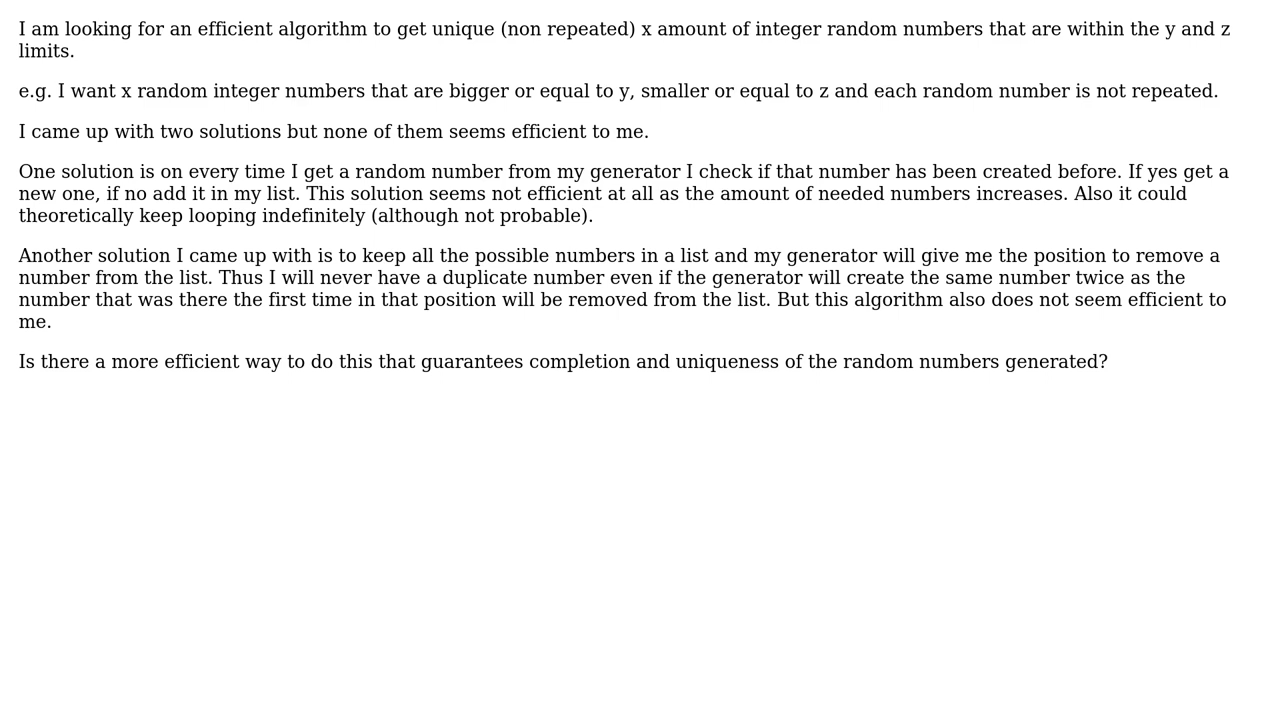 I am looking for an efficient algorithm to get unique (non repeated) x amount of integer random numbers that are within the y and z
limits.
e.g. I want x random integer numbers that are bigger or equal to y, smaller or equal to z and each random number is not repeated.
I came up with two solutions but none of them seems efficient to me.
One solution is on every time I get a random number from my generator I check if that number has been created before. If yes get a
new one, if no add it in my list. This solution seems not efficient at all as the amount of needed numbers increases. Also it could
theoretically keep looping indefinitely (although not probable).
Another solution I came up with is to keep all the possible numbers in a list and my generator will give me the position to remove a
number from the list. Thus I will never have a duplicate number even if the generator will create the same number twice as the
number that was there the first time in that position will be removed from the list. But this algorithm also does not seem efficient to
me.
Is there a more efficient way to do this that guarantees completion and uniqueness of the random numbers generated?